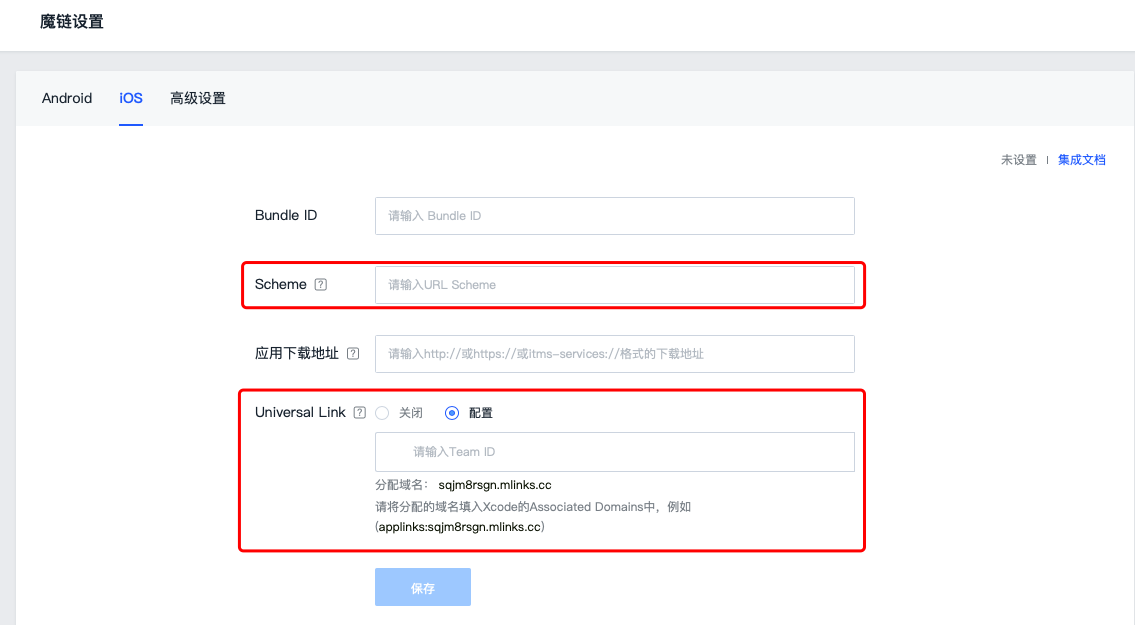 魔链设置
Android iOS 高级设置
未设置 | 集成文档
Bundle ID 请输入 Bundle ID
Scheme ? 请输入URL Scheme
应用下载地址 ? 请输入http://或https://或itms-services://格式的下载地址
Universal Link ? 关闭 配置
请输入Team ID
分配域名： sqjm8rsgn.mlinks.cc
请将分配的域名填入Xcode的Associated Domains中，例如
(applinks:sqjm8rsgn.mlinks.cc)
保存